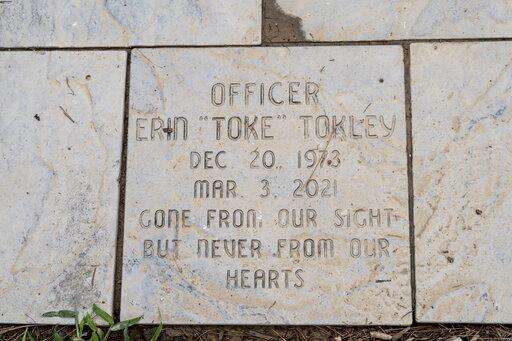 OFFICER
ERIN "TOKE" TOKLEY
DEC 20, 1973
MAR. 3, 2021
GONE FROM OUR SIGHT
BUT NEVER FROM OUR
HEARTS